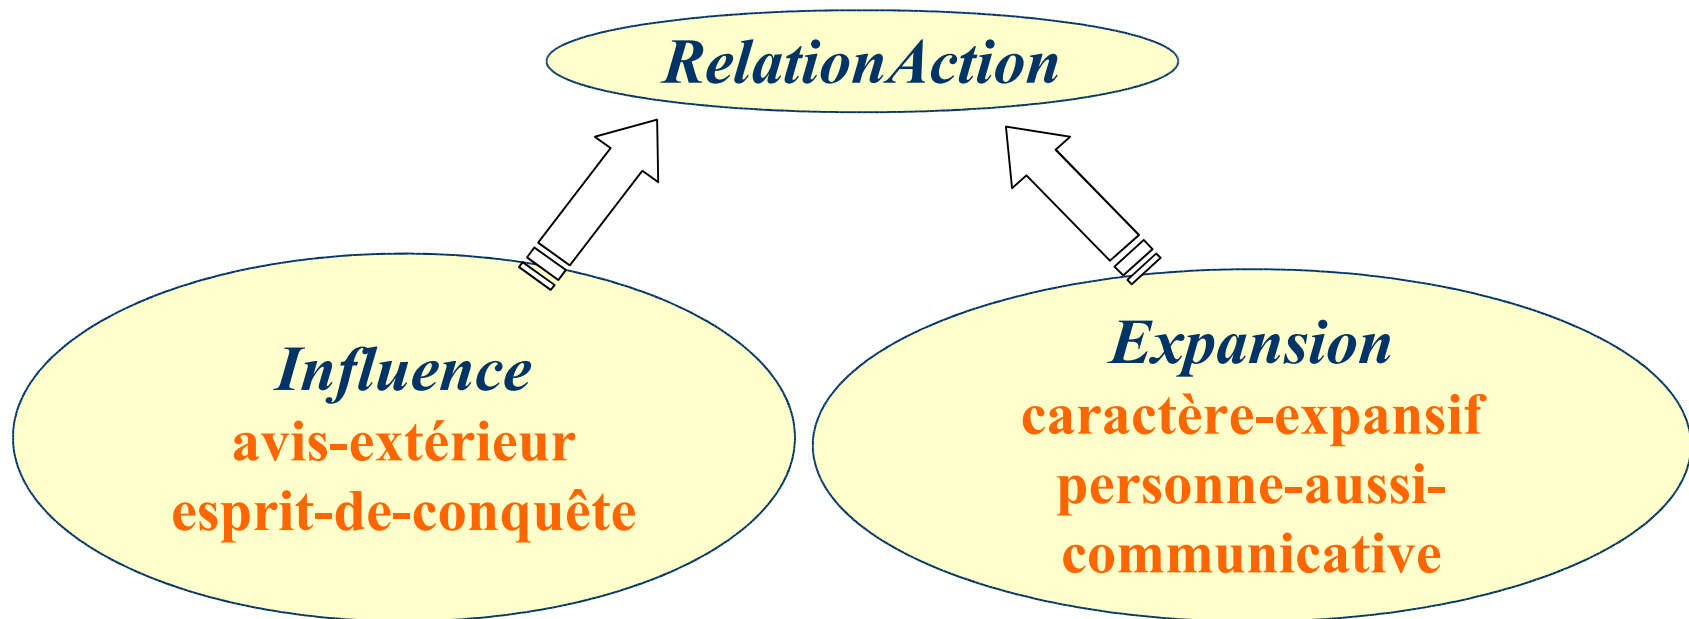 RelationAction
Influence
avis-extérieur
esprit-de-conquête
Expansion
caractère-expansif
personne-aussi-
communicative